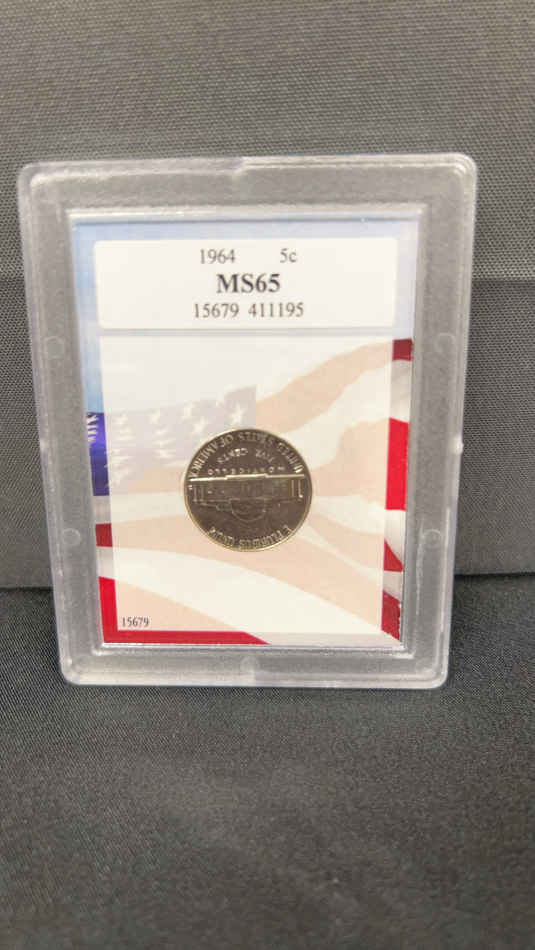 1964 5c
MS65
15679 411195
UNITED STATES OF AMERICA
FIVE CENTS
MONTICELLO
E PLURIBUS UNUM
15679